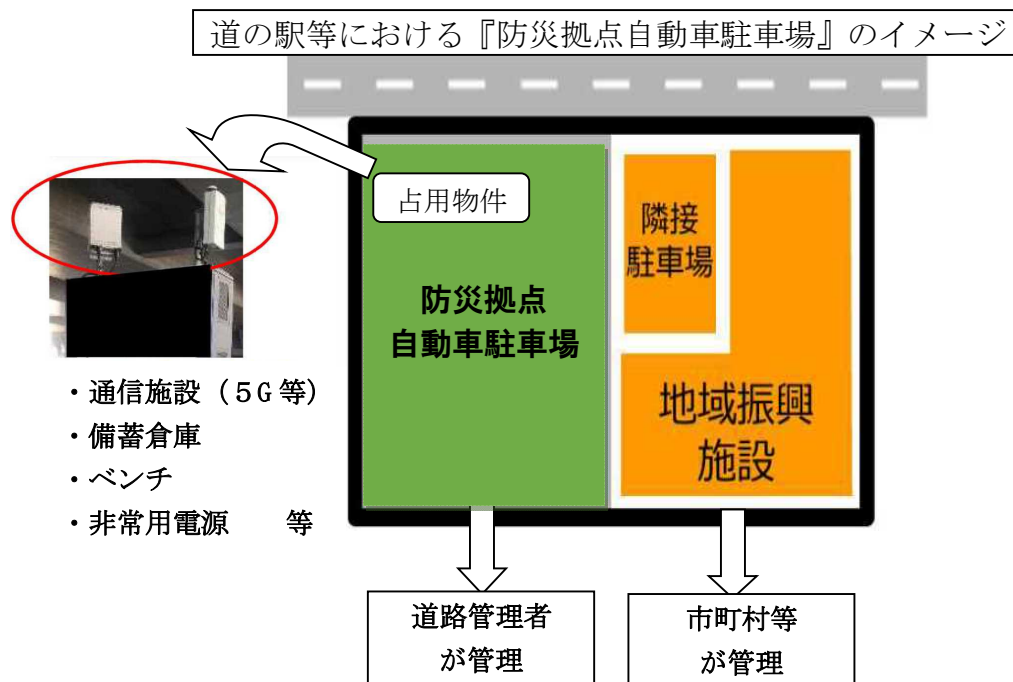 道の駅等における『防災拠点自動車駐車場』のイメージ
占用物件
防災拠点
自動車駐車場
隣接
駐車場
地域振興
施設
・通信施設（５G等）
・備蓄倉庫
・ベンチ
・非常用電源　　等
道路管理者
が管理
市町村等
が管理